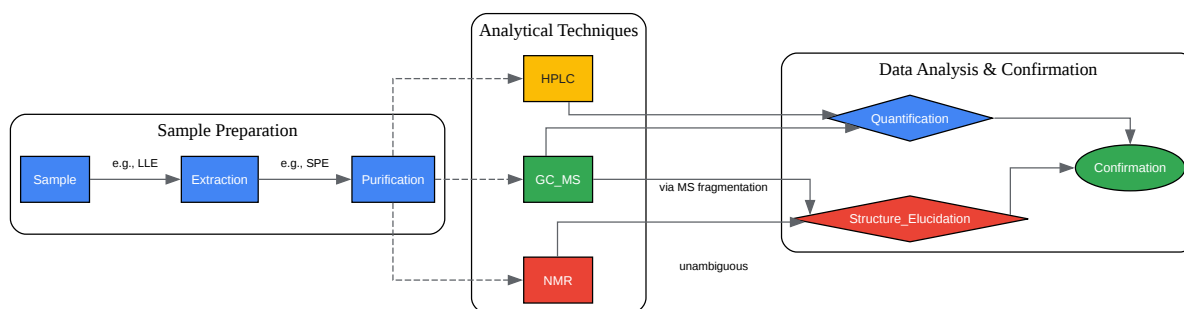 Analytical Techniques
HPLC
Data Analysis & Confirmation
Quantification
Sample Preparation
e.g., LLE
e.g., SPE
Sample
Extraction
Purification
GC_MS
via MS fragmentation
Confirmation
Structure_Elucidation
unambiguous
NMR